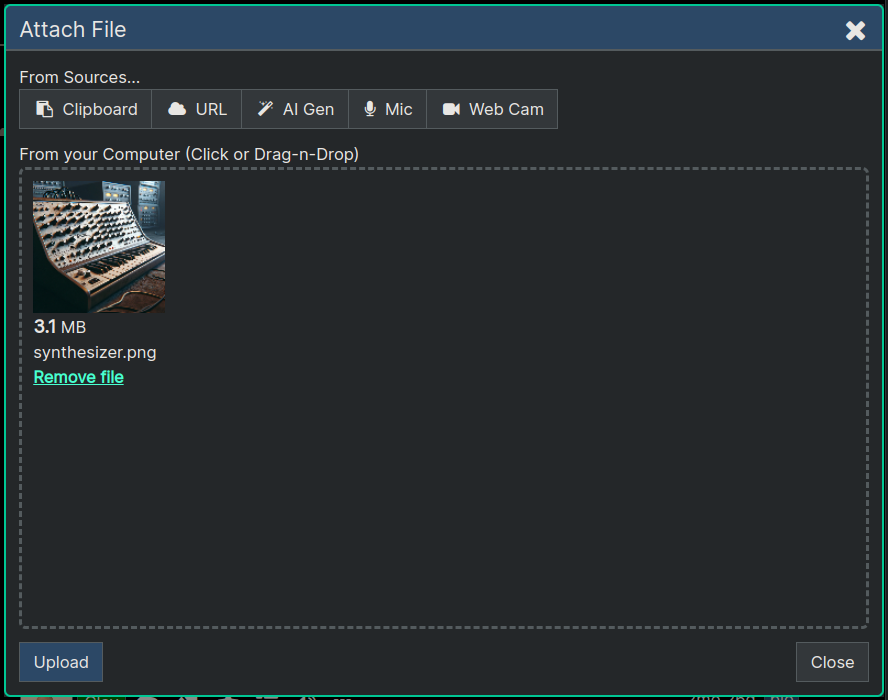 Attach File
From Sources...
Clipboard URL AI Gen Mic Web Cam
From your Computer (Click or Drag-n-Drop)
3.1 MB
synthesizer.png
Remove file
Upload Close